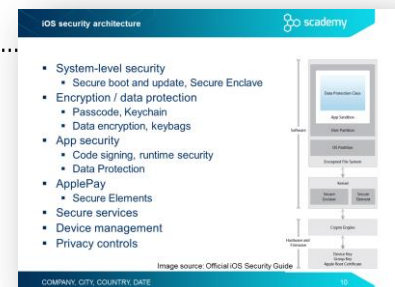 iOS security architecture
scademy
System-level security
Secure boot and update, Secure Enclave
Encryption / data protection
Passcode, Keychain
Data encryption, keybags
App security
Code signing, runtime security
Data Protection
ApplePay
Secure Elements
Secure services
Device management
Privacy controls
Data Protection Class
App Sandbox
User Partition
OS Partition
Encrypted File System
Software
Kernel
Secure Enclave
Secure Element
Crypto Engine
Hardware and Firmware
Device Key
Group Key
Apple Root Certificate
Image source: Official iOS Security Guide
COMPANY, CITY, COUNTRY, DATE
10